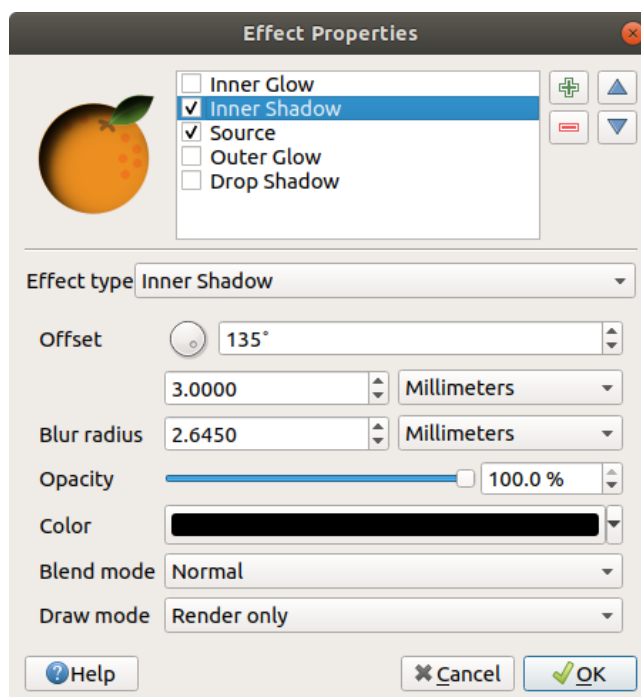 Effect Properties
Inner Glow
Inner Shadow
Source
Outer Glow
Drop Shadow
Effect type Inner Shadow
Offset 135°
3.0000 Millimeters
Blur radius 2.6450 Millimeters
Opacity 100.0 %
Color
Blend mode Normal
Draw mode Render only
Help Cancel OK